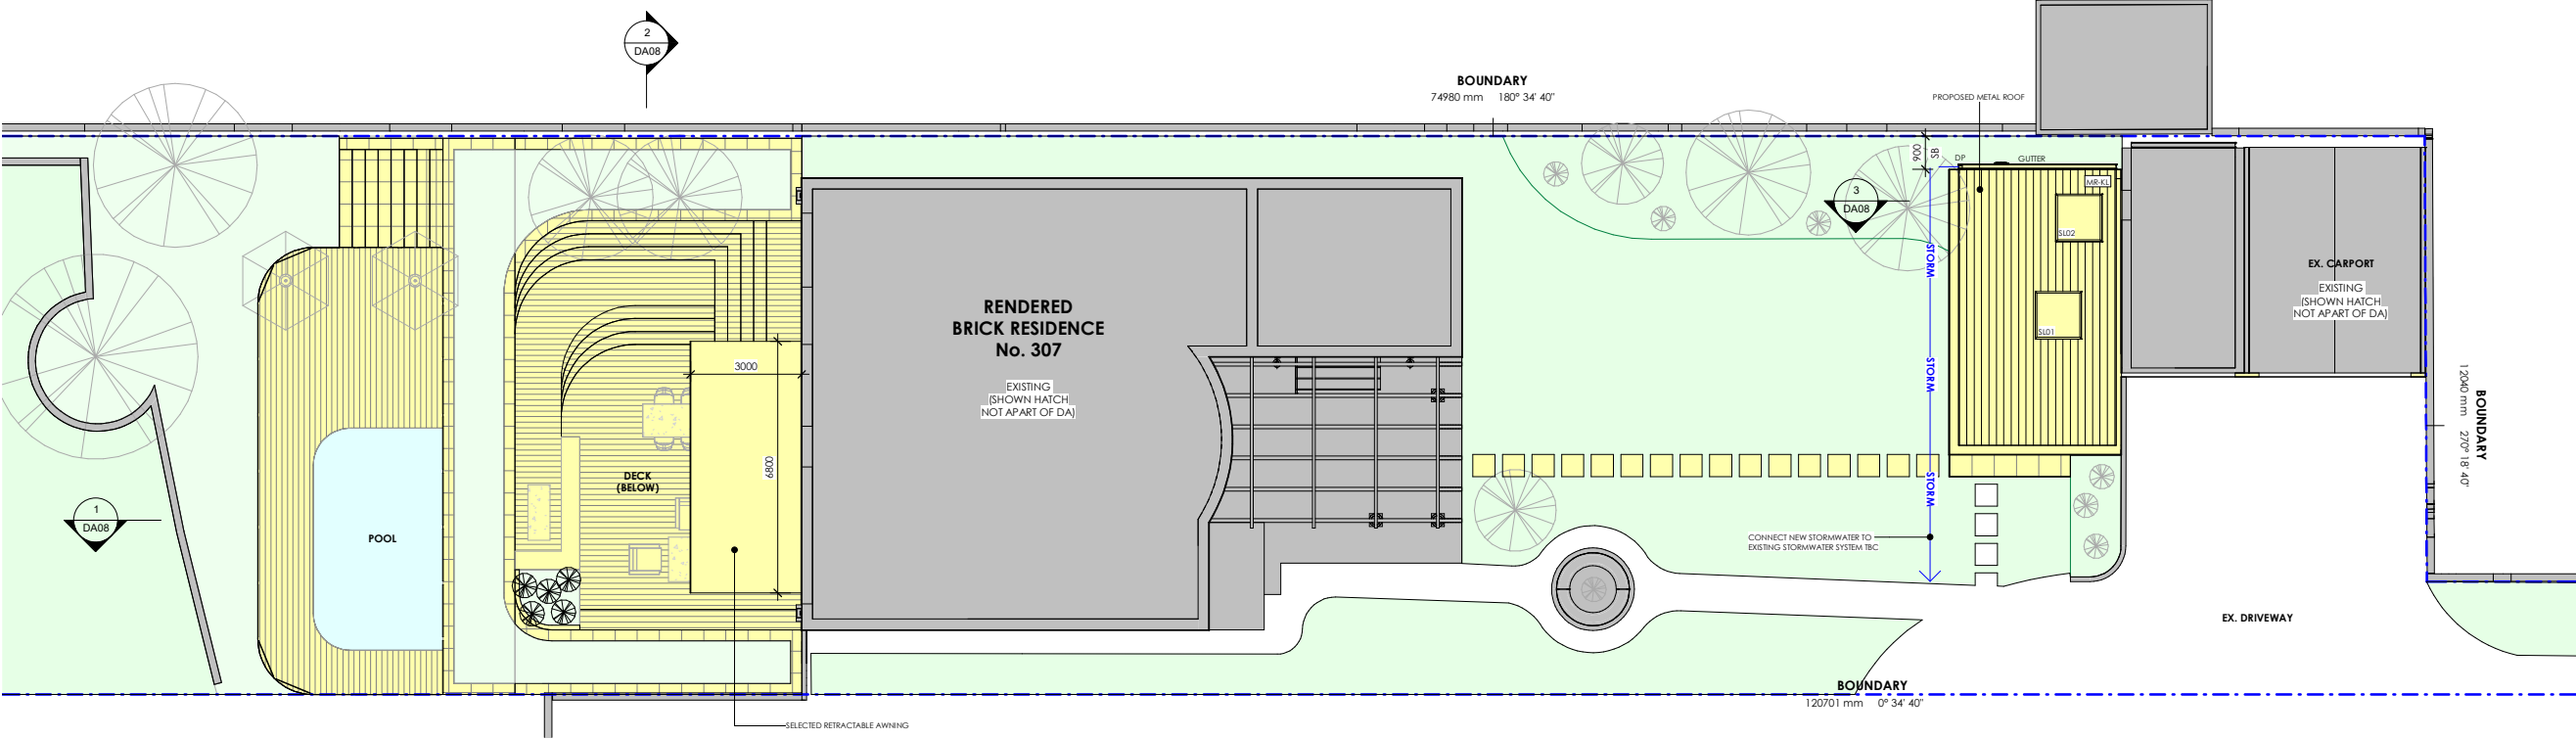 2
DA08
BOUNDARY
74980 mm 180° 34' 40"
PROPOSED METAL ROOF
900
SB
DP
GUTTER
MR-KL
3
DA08
SL02
STORM
SL01
STORM
STORM
EX. CARPORT
EXISTING
(SHOWN HATCH
NOT APART OF DA)
RENDERED
BRICK RESIDENCE
No. 307
EXISTING
(SHOWN HATCH
NOT APART OF DA)
3000
6800
DECK
(BELOW)
BOUNDARY
12040 mm 270° 18' 40"
1
DA08
POOL
CONNECT NEW STORMWATER TO
EXISTING STORMWATER SYSTEM TBC
EX. DRIVEWAY
BOUNDARY
120701 mm 0° 34' 40"
SELECTED RETRACTABLE AWNING